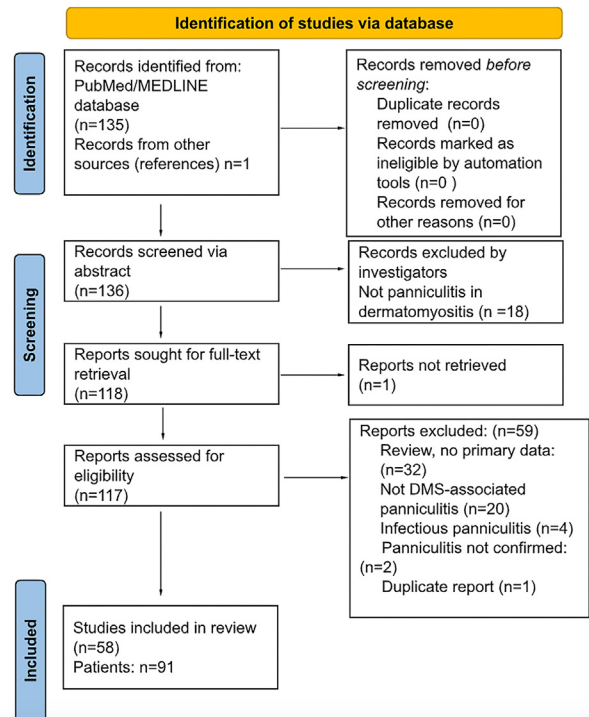 Identification of studies via database
Identification
Records identified from:
PubMed/MEDLINE
database
(n=135)
Records from other
sources (references) n=1
Records removed before
screening:
Duplicate records
removed (n=0)
Records marked as
ineligible by automation
tools (n=0 )
Records removed for
other reasons (n=0)
Screening
Records screened via
abstract
(n=136)
Records excluded by
investigators
Not panniculitis in
dermatomyositis (n =18)
Reports sought for full-text
retrieval
(n=118)
Reports not retrieved
(n=1)
Reports assessed for
eligibility
(n=117)
Reports excluded: (n=59)
Review, no primary data:
(n=32)
Not DMS-associated
panniculitis (n=20)
Infectious panniculitis (n=4)
Panniculitis not confirmed:
(n=2)
Duplicate report (n=1)
Included
Studies included in review
(n=58)
Patients: n=91